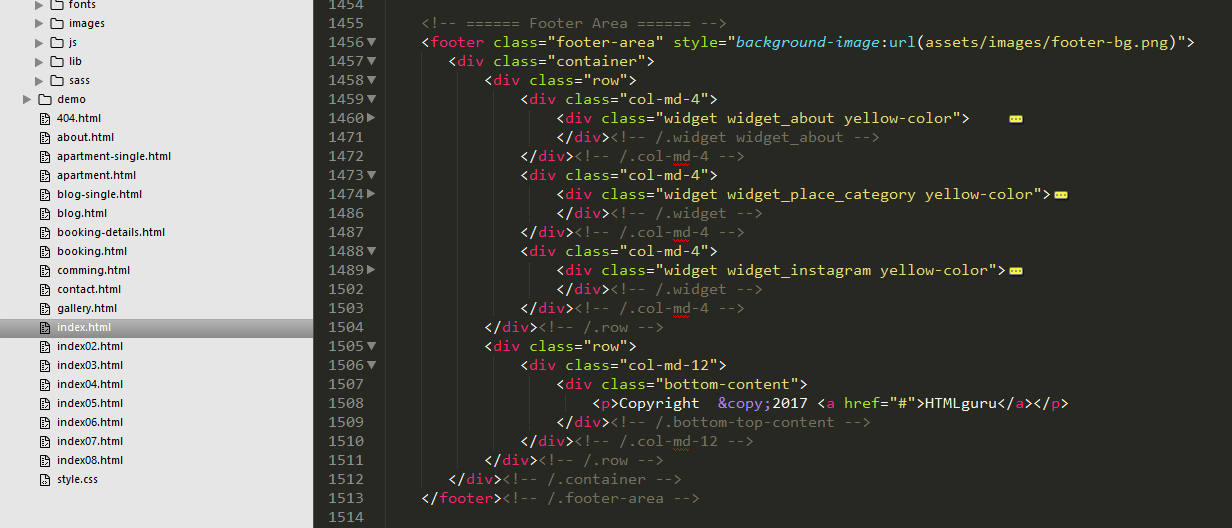 fonts
images
js
lib
sass
demo
404.html
about.html
apartment-single.html
apartment.html
blog-single.html
blog.html
booking-details.html
booking.html
comming.html
contact.html
gallery.html
index.html
index02.html
index03.html
index04.html
index05.html
index06.html
index07.html
index08.html
style.css
1454
1455 <!-- ====== Footer Area ====== -->
1456 <footer class="footer-area" style="background-image:url(assets/images/footer-bg.png)">
1457 <div class="container">
1458 <div class="row">
1459 <div class="col-md-4">
1460 <div class="widget widget_about yellow-color">
1471 </div><!-- /.widget widget_about -->
1472 </div><!-- /.col-md-4 -->
1473 <div class="col-md-4">
1474 <div class="widget widget_place_category yellow-color">
1486 </div><!-- /.widget -->
1487 </div><!-- /.col-md-4 -->
1488 <div class="col-md-4">
1489 <div class="widget widget_instagram yellow-color">
1502 </div><!-- /.widget -->
1503 </div><!-- /.col-md-4 -->
1504 </div><!-- /.row -->
1505 <div class="row">
1506 <div class="col-md-12">
1507 <div class="bottom-content">
1508 <p>Copyright  &copy;2017 <a href="#">HTMLguru</a></p>
1509 </div><!-- /.bottom-top-content -->
1510 </div><!-- /.col-md-12 -->
1511 </div><!-- /.row -->
1512 </div><!-- /.container -->
1513 </footer><!-- /.footer-area -->
1514